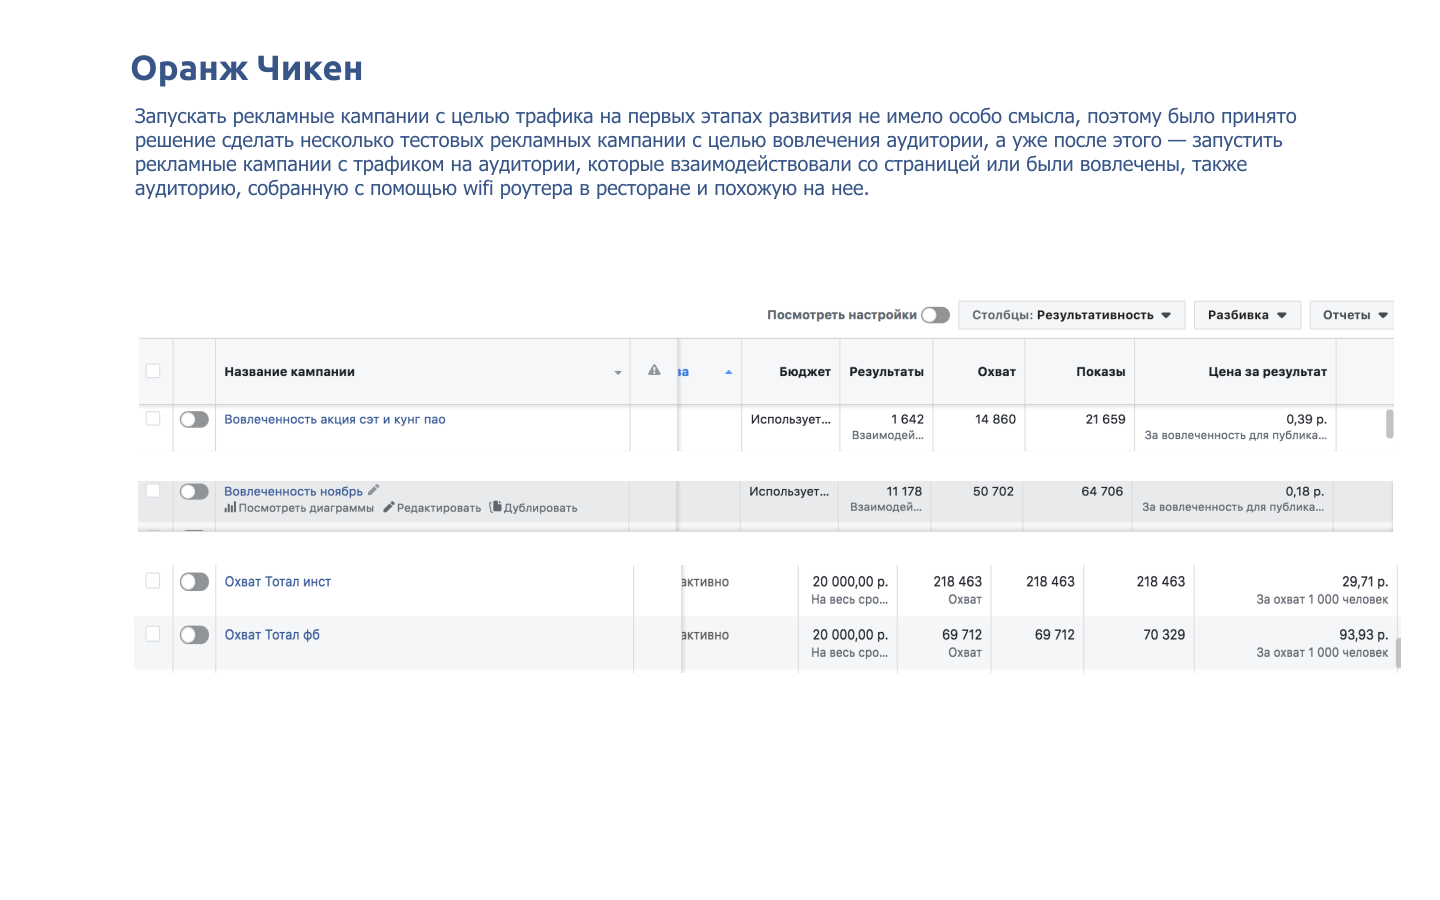 Оранж Чикен
Запускать рекламные кампании с целью трафика на первых этапах развития не имело особо смысла, поэтому было принято
решение сделать несколько тестовых рекламных кампании с целью вовлечения аудитории, а уже после этого — запустить
рекламные кампании с трафиком на аудитории, которые взаимодействовали со страницей или были вовлечены, также
аудиторию, собранную с помощью wifi роутера в ресторане и похожую на нее.
Посмотреть настройки Столбцы: Результативность Разбивка Отчеты
Название кампании ва Бюджет Результаты Охват Показы Цена за результат
Вовлеченность акция сэт и кунг пао Использует... 1 642 14 860 21 659 0,39 р.
Взаимодей... За вовлеченность для публика...
Вовлеченность ноябрь Использует... 11 178 50 702 64 706 0,18 р.
Посмотреть диаграммы Редактировать Дублировать Взаимодей... За вовлеченность для публика...
Охват Тотал инст активно 20 000,00 р. 218 463 218 463 218 463 29,71 р.
На весь сро... Охват За охват 1 000 человек
Охват Тотал фб активно 20 000,00 р. 69 712 69 712 70 329 93,93 р.
На весь сро... Охват За охват 1 000 человек